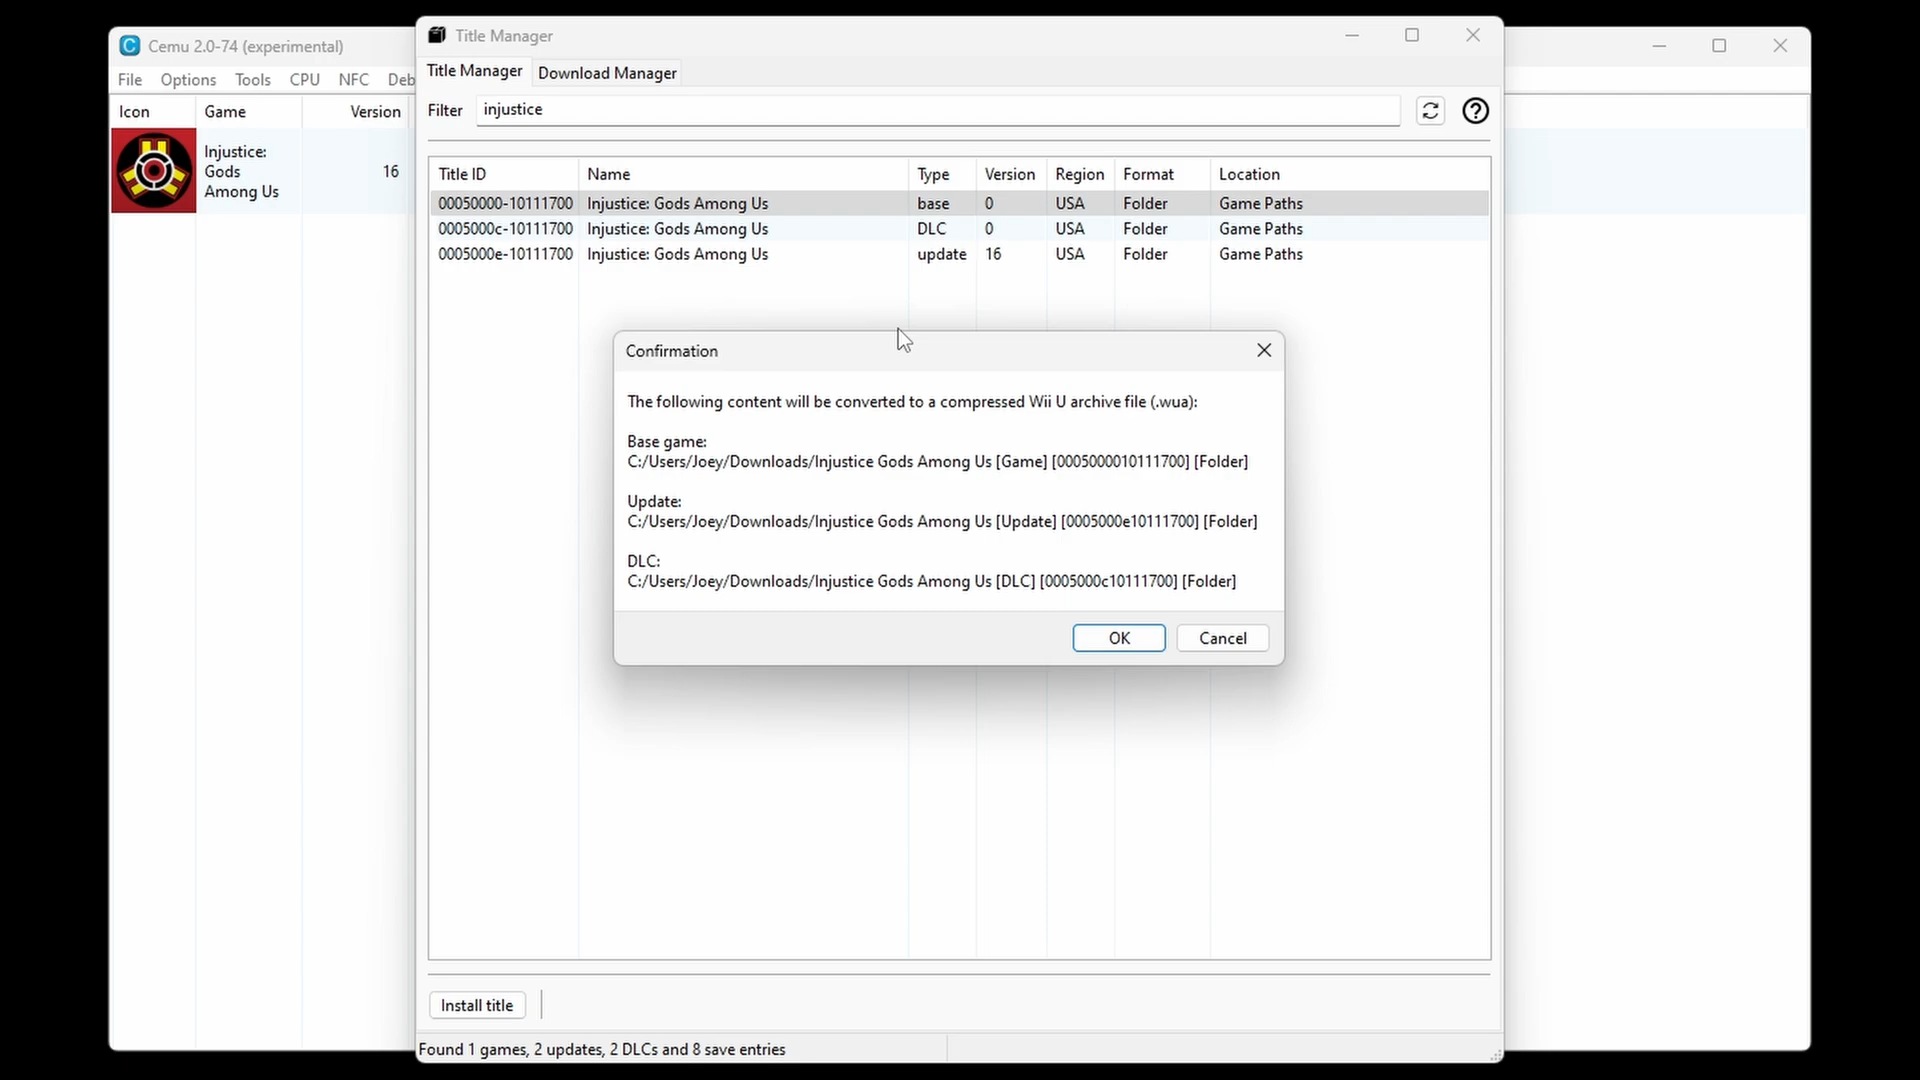 Cemu 2.0-74 (experimental)
File Options Tools CPU NFC Deb
Icon Game Version
Injustice:
Gods
Among Us
16
Title Manager
Title Manager Download Manager
Filter injustice
Title ID Name Type Version Region Format Location
00050000-10111700 Injustice: Gods Among Us base 0 USA Folder Game Paths
0005000c-10111700 Injustice: Gods Among Us DLC 0 USA Folder Game Paths
0005000e-10111700 Injustice: Gods Among Us update 16 USA Folder Game Paths
Confirmation
The following content will be converted to a compressed Wii U archive file (.wua):
Base game:
C:/Users/Joey/Downloads/Injustice Gods Among Us [Game] [0005000010111700] [Folder]
Update:
C:/Users/Joey/Downloads/Injustice Gods Among Us [Update] [0005000e10111700] [Folder]
DLC:
C:/Users/Joey/Downloads/Injustice Gods Among Us [DLC] [0005000c10111700] [Folder]
OK Cancel
Install title
Found 1 games, 2 updates, 2 DLCs and 8 save entries